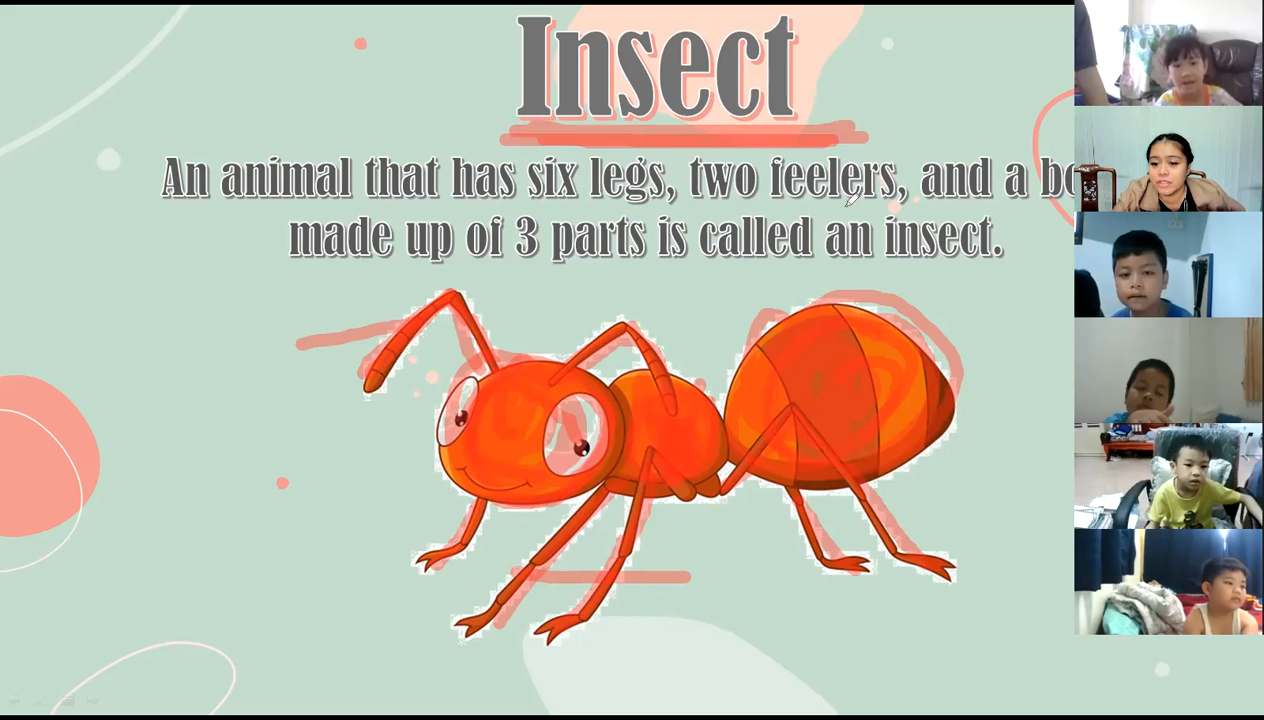 Insect
An animal that has six legs, two feelers, and a
made up of 3 parts is called an insect.